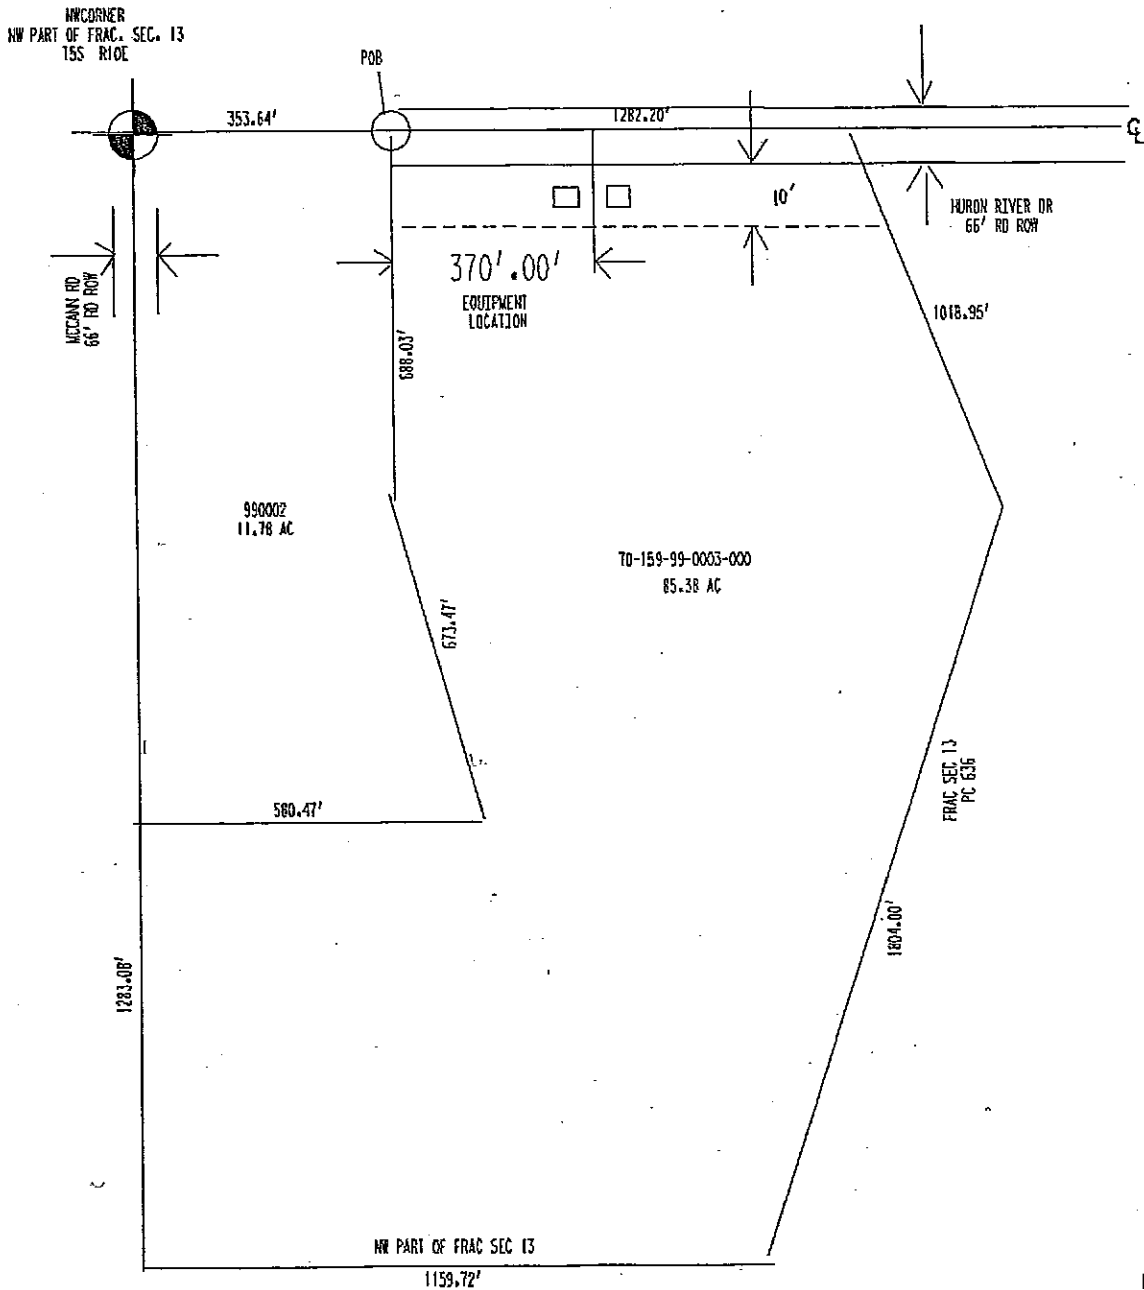 NWCORNER
NW PART OF FRAC. SEC. 13
T5S R10E
POB
353.64'
1282.20'
CL
10'
HURON RIVER DR
66' RD ROW
MCCANN RD
66' RD ROW
370'.00'
EQUIPMENT
LOCATION
688.03'
1018.95'
990002
11.78 AC
70-159-99-0003-000
85.38 AC
673.47'
FRAC SEC 13
PC 636
580.47'
1804.00'
1283.08'
NW PART OF FRAC SEC 13
1159.72'